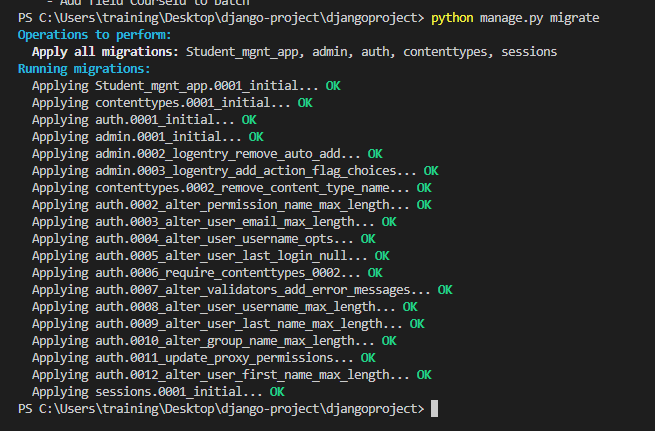 - Add field CourseId to batch
PS C:\Users\training\Desktop\django-project\djangoproject> python manage.py migrate
Operations to perform:
Apply all migrations: Student_mgnt_app, admin, auth, contenttypes, sessions
Running migrations:
Applying Student_mgnt_app.0001_initial... OK
Applying contenttypes.0001_initial... OK
Applying auth.0001_initial... OK
Applying admin.0001_initial... OK
Applying admin.0002_logentry_remove_auto_add... OK
Applying admin.0003_logentry_add_action_flag_choices... OK
Applying contenttypes.0002_remove_content_type_name... OK
Applying auth.0002_alter_permission_name_max_length... OK
Applying auth.0003_alter_user_email_max_length... OK
Applying auth.0004_alter_user_username_opts... OK
Applying auth.0005_alter_user_last_login_null... OK
Applying auth.0006_require_contenttypes_0002... OK
Applying auth.0007_alter_validators_add_error_messages... OK
Applying auth.0008_alter_user_username_max_length... OK
Applying auth.0009_alter_user_last_name_max_length... OK
Applying auth.0010_alter_group_name_max_length... OK
Applying auth.0011_update_proxy_permissions... OK
Applying auth.0012_alter_user_first_name_max_length... OK
Applying sessions.0001_initial... OK
PS C:\Users\training\Desktop\django-project\djangoproject>